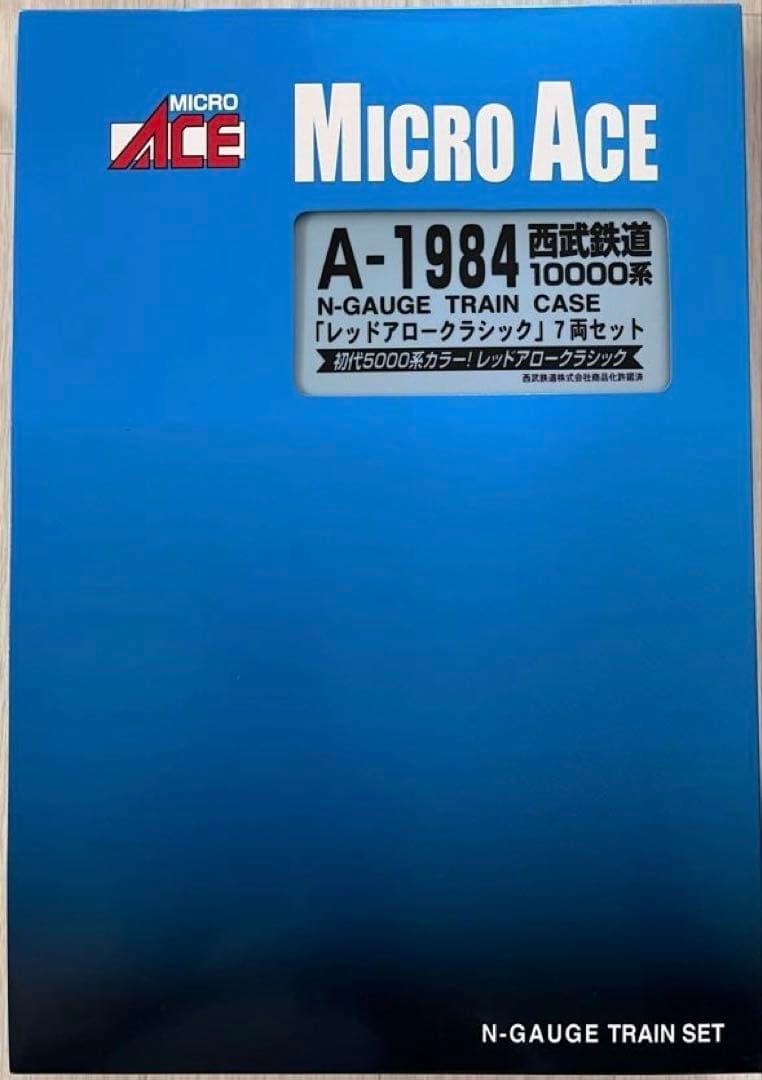 MICRO
ACE
MICRO ACE
A-1984 西武鉄道
10000系
N-GAUGE TRAIN CASE
「レッドアロークラシック」7両セット
初代5000系カラー!レッドアロークラシック
西武鉄道株式会社商品化許諾済
N-GAUGE TRAIN SET